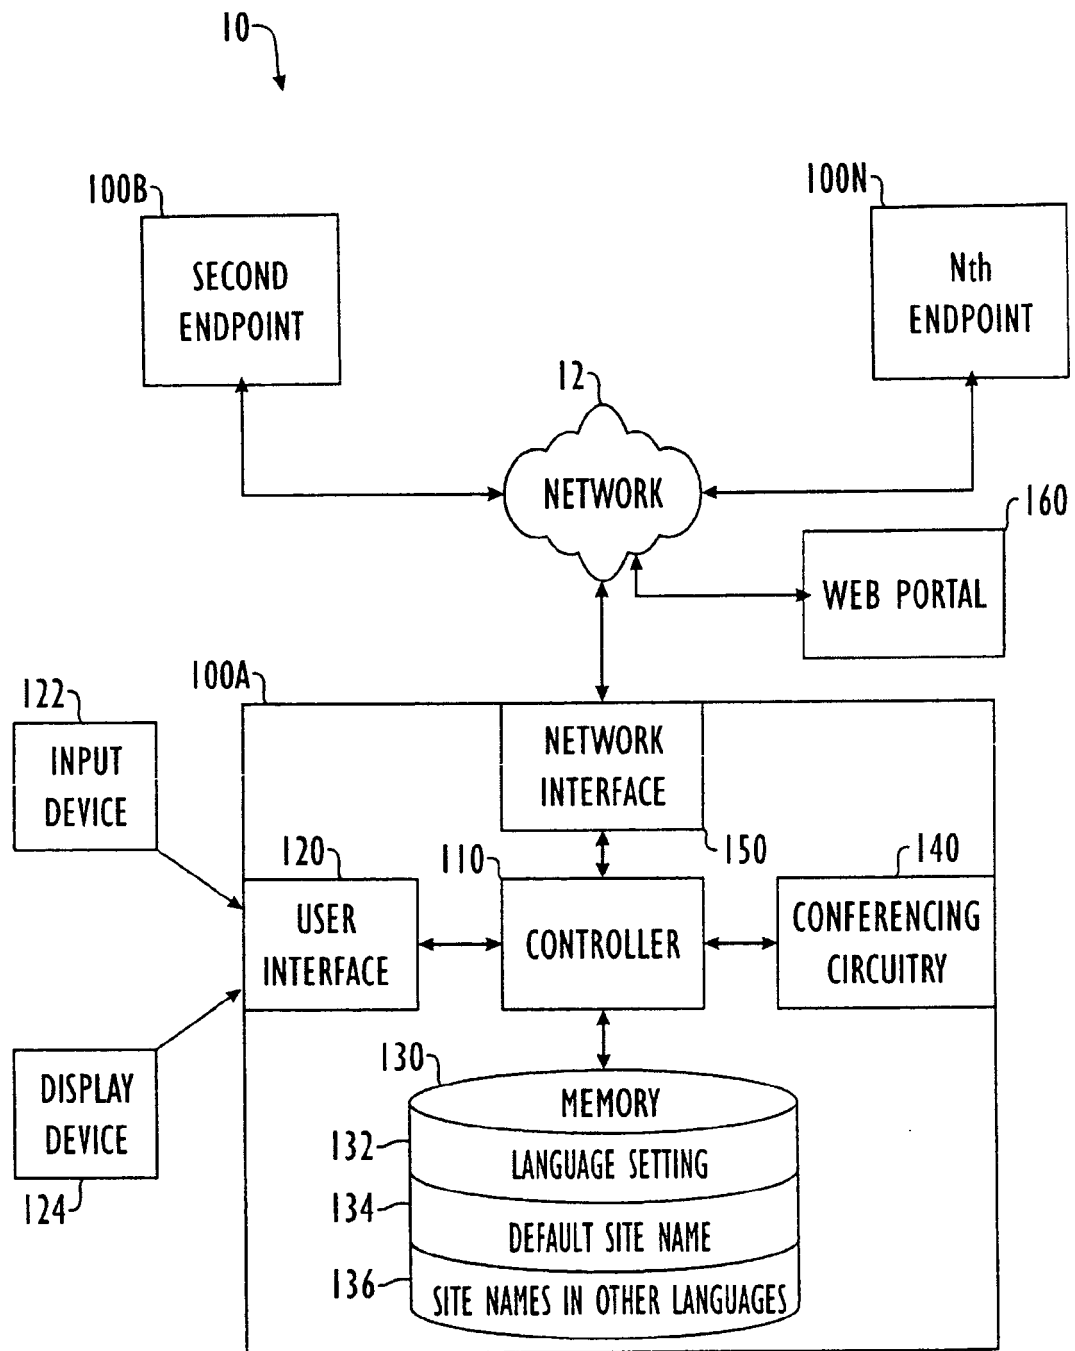 10
100B
SECOND
ENDPOINT
100N
Nth
ENDPOINT
12
NETWORK
160
WEB PORTAL
100A
122
INPUT
DEVICE
NETWORK
INTERFACE
150
120
USER
INTERFACE
110
CONTROLLER
140
CONFERENCING
CIRCUITRY
DISPLAY
DEVICE
124
130
MEMORY
132
LANGUAGE SETTING
134
DEFAULT SITE NAME
136
SITE NAMES IN OTHER LANGUAGES